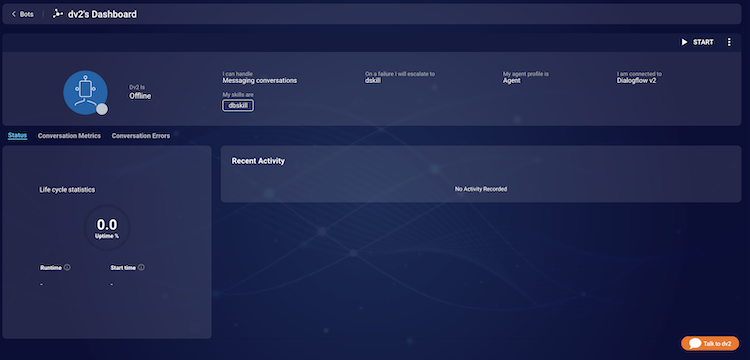 Bots
dv2's Dashboard
START
Dv2 Is
Offline
I can handle
Messaging conversations
On a failure I will escalate to
dskill
My agent profile is
Agent
I am connected to
Dialogflow v2
My skills are
dbskill
Status Conversation Metrics Conversation Errors
Life cycle statistics
0.0
Uptime %
Runtime Start time
- -
Recent Activity
No Activity Recorded
Talk to dv2